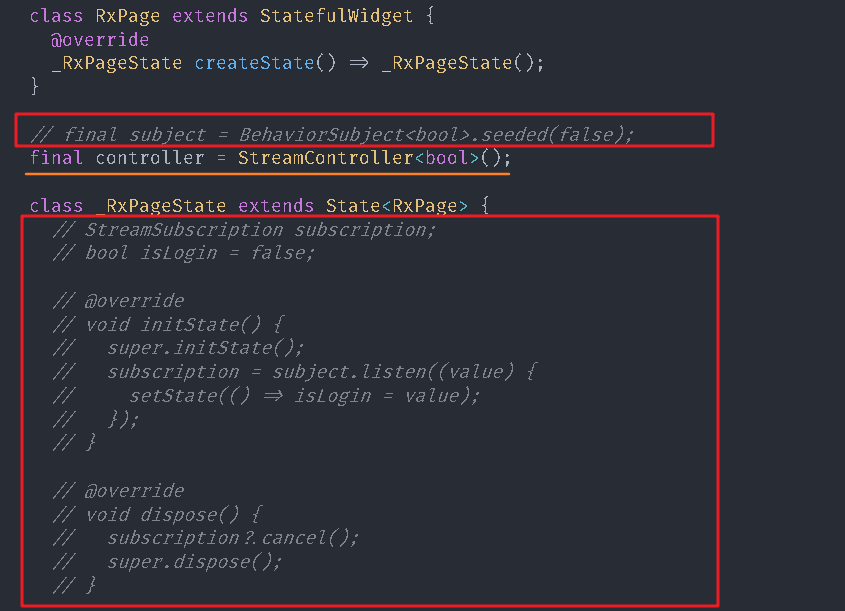 class RxPage extends StatefulWidget {
  @override
  _RxPageState createState() => _RxPageState();
}
// final subject = BehaviorSubject<bool>.seeded(false);
final controller = StreamController<bool>();
class _RxPageState extends State<RxPage> {
  // StreamSubscription subscription;
  // bool isLogin = false;
  // @override
  // void initState() {
  //   super.initState();
  //   subscription = subject.listen((value) {
  //     setState(() => isLogin = value);
  //   });
  // }
  // @override
  // void dispose() {
  //   subscription?.cancel();
  //   super.dispose();
  // }